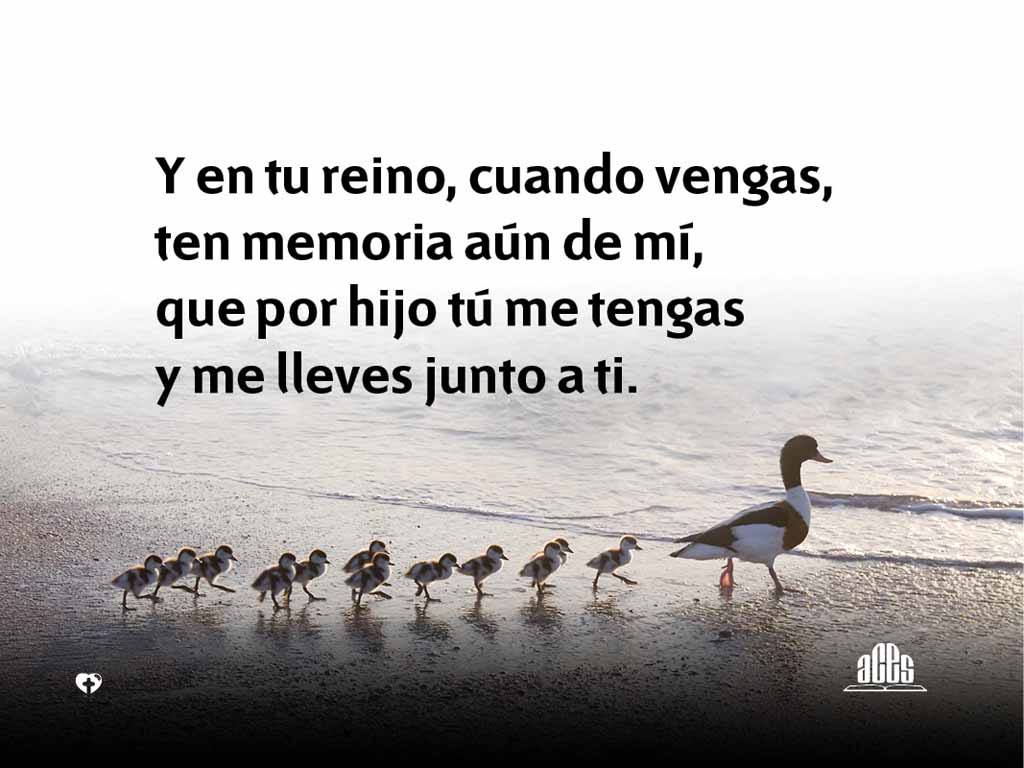 Y en tu reino, cuando vengas,
ten memoria aún de mí,
que por hijo tú me tengas
y me lleves junto a ti.
aces